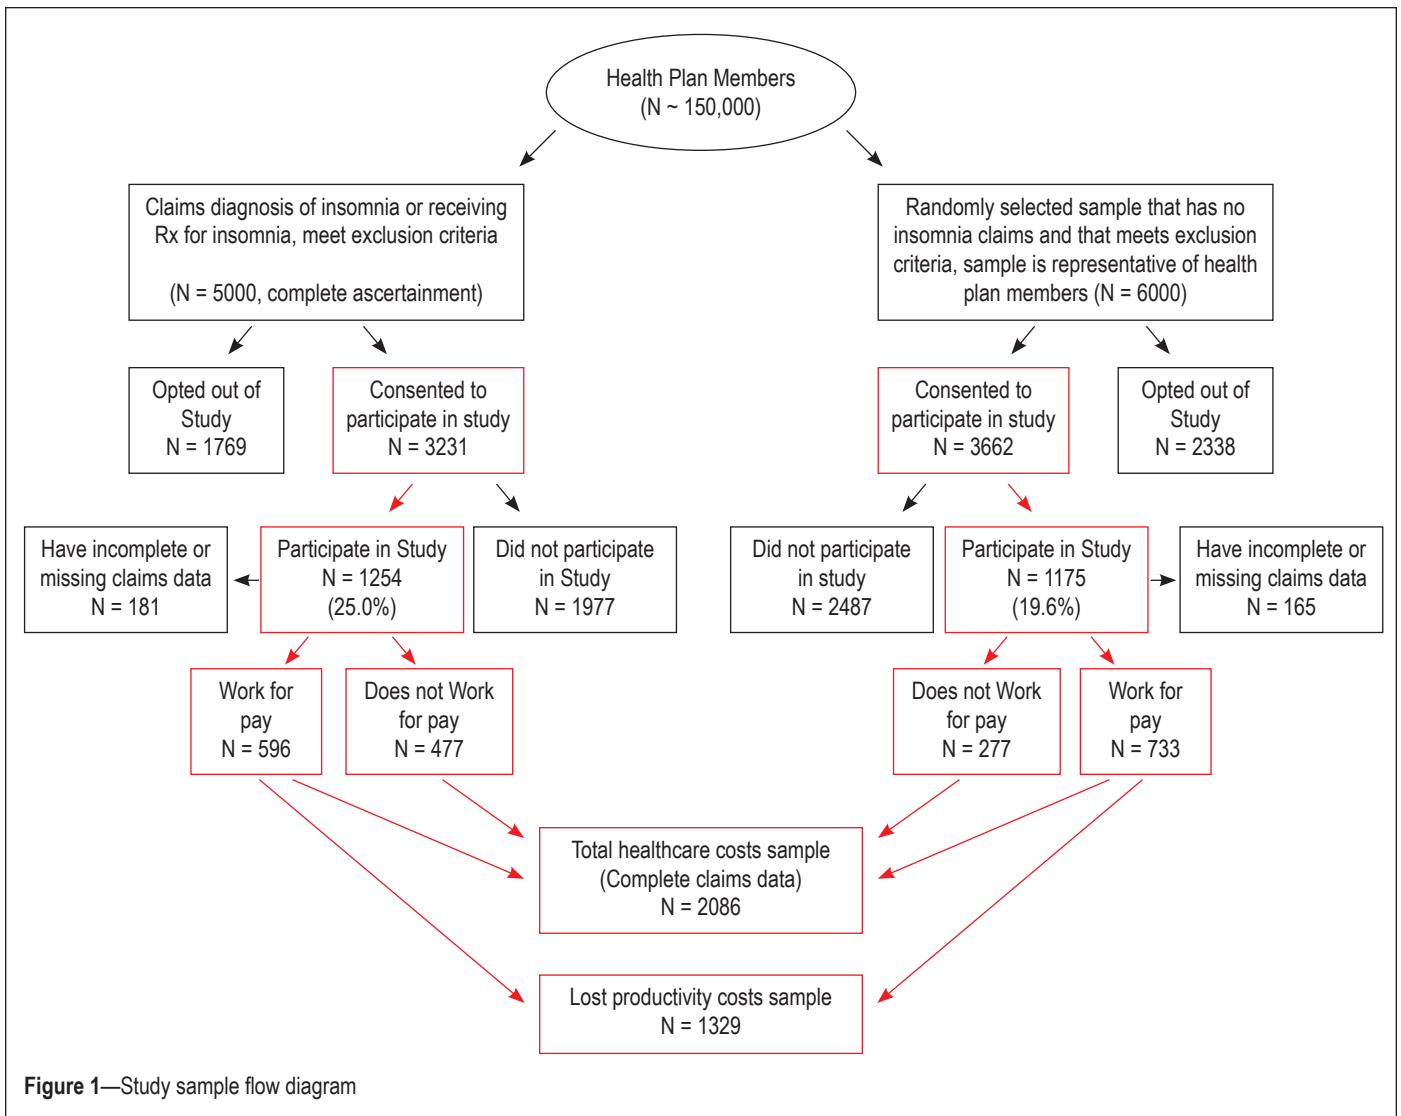 Health Plan Members
(N ~ 150,000)
Claims diagnosis of insomnia or receiving
Rx for insomnia, meet exclusion criteria
(N = 5000, complete ascertainment)
Randomly selected sample that has no
insomnia claims and that meets exclusion
criteria, sample is representative of health
plan members (N = 6000)
Opted out of
Study
N = 1769
Consented to
participate in study
N = 3231
Consented to
participate in study
N = 3662
Opted out of
Study
N = 2338
Have incomplete or
missing claims data
N = 181
Participate in Study
N = 1254
(25.0%)
Did not participate
in Study
N = 1977
Did not participate
in study
N = 2487
Participate in Study
N = 1175
(19.6%)
Have incomplete or
missing claims data
N = 165
Work for
pay
N = 596
Does not Work
for pay
N = 477
Does not Work
for pay
N = 277
Work for
pay
N = 733
Total healthcare costs sample
(Complete claims data)
N = 2086
Lost productivity costs sample
N = 1329
Figure 1—Study sample flow diagram